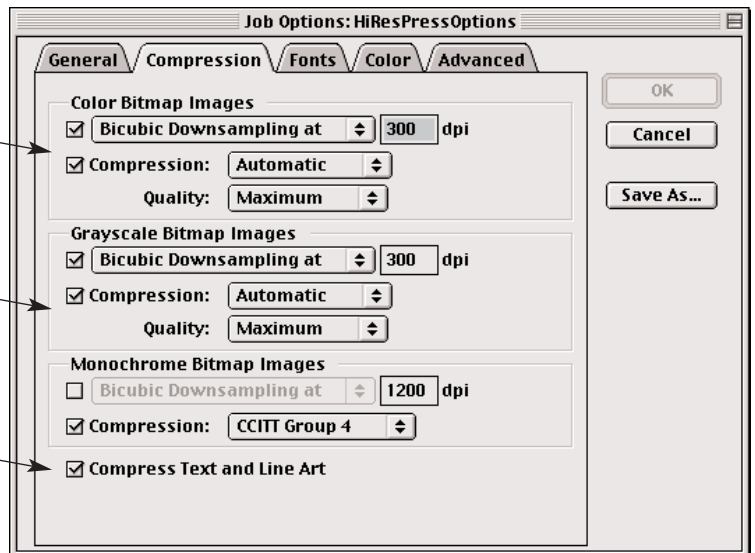 Job Options: HiResPressOptions
General Compression Fonts Color Advanced
Color Bitmap Images
Bicubic Downsampling at 300 dpi
Compression: Automatic
Quality: Maximum
Grayscale Bitmap Images
Bicubic Downsampling at 300 dpi
Compression: Automatic
Quality: Maximum
Monochrome Bitmap Images
Bicubic Downsampling at 1200 dpi
Compression: CCITT Group 4
Compress Text and Line Art
OK
Cancel
Save As...